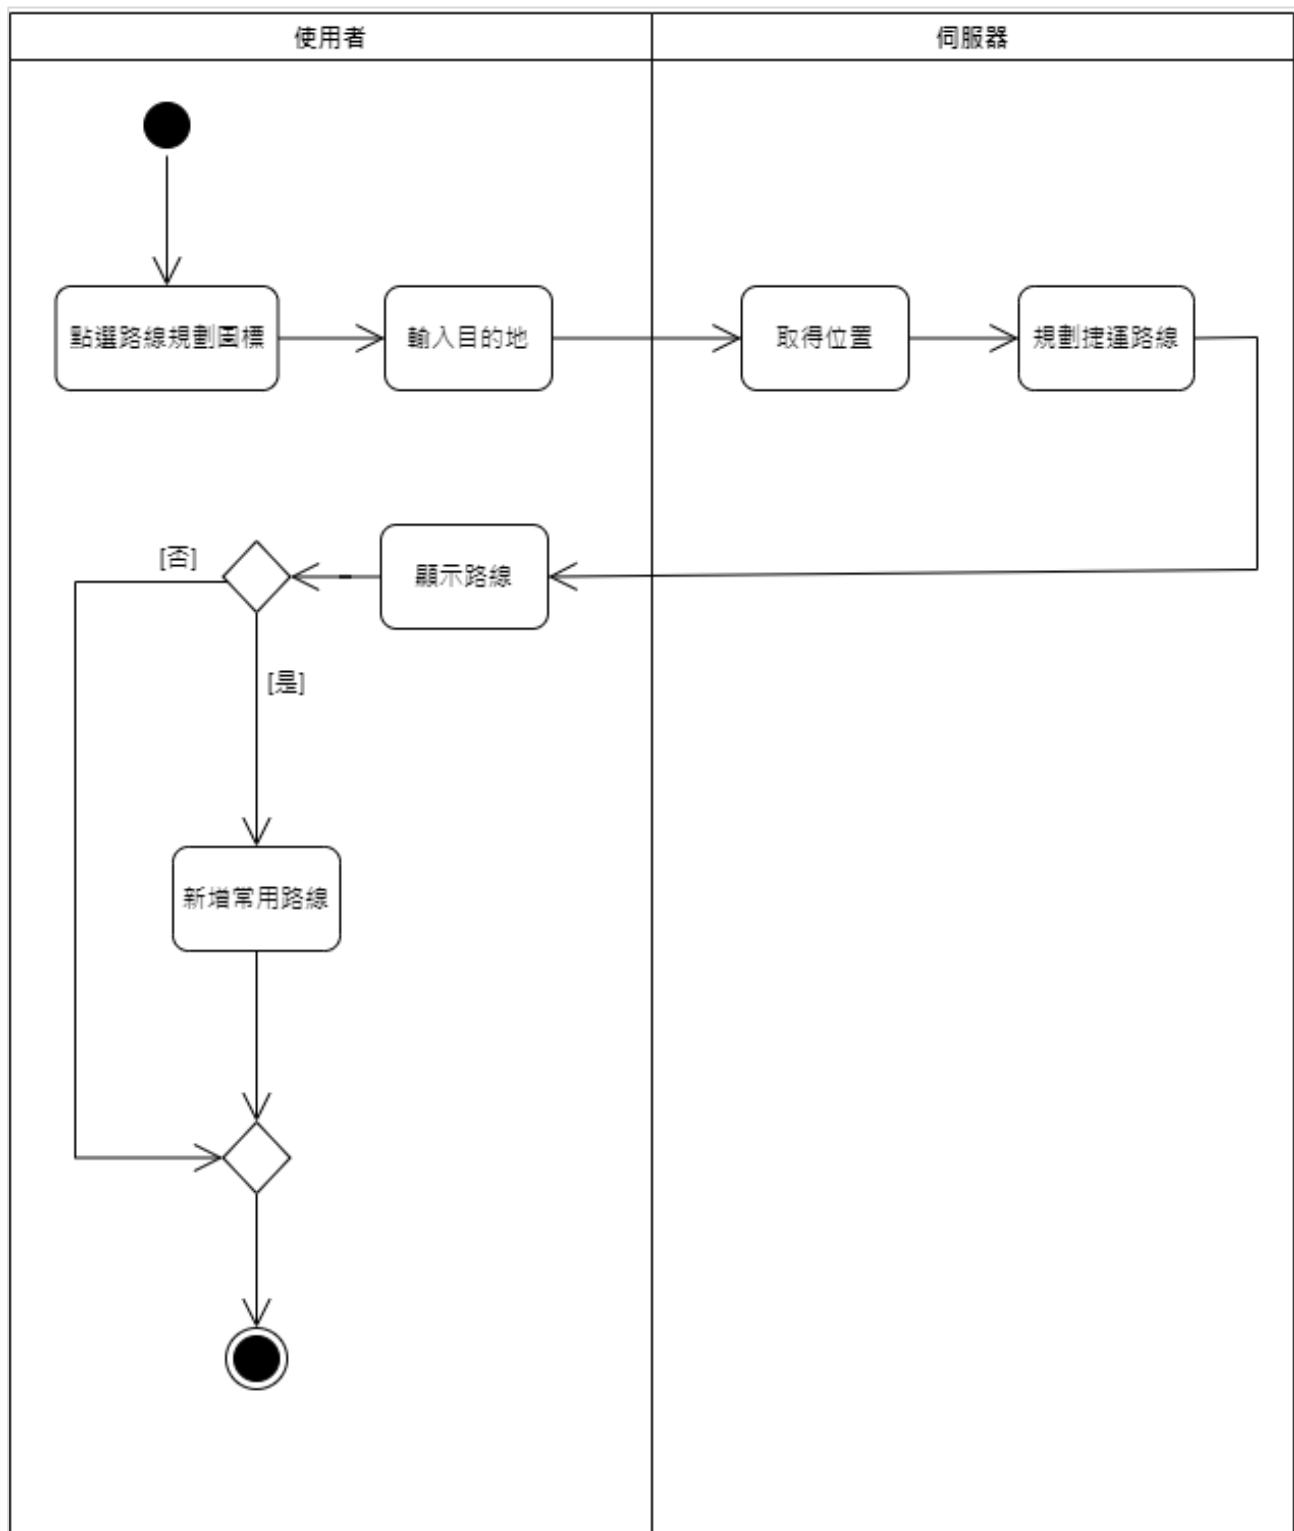 使用者
伺服器
點選路線規劃圖標
輸入目的地
取得位置
規劃捷運路線
[否]
顯示路線
[是]
新增常用路線